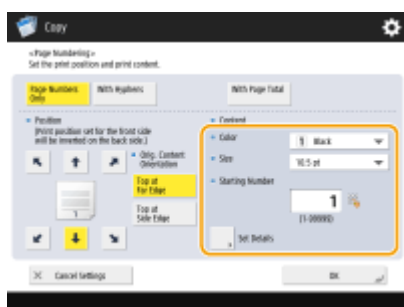 Copy
<Page Numbering>
Set the print position and print content.
Page Numbers Only
With Hyphens
With Page Total
Position
(Print position set for the front side
will be inverted on the back side.)
Orig. Content
Orientation
Top at
Far Edge
Top at
Side Edge
1
Content
Color
1 Black
Size
10.5 pt
Starting Number
1
(1-99999)
Set Details
Cancel Settings
OK